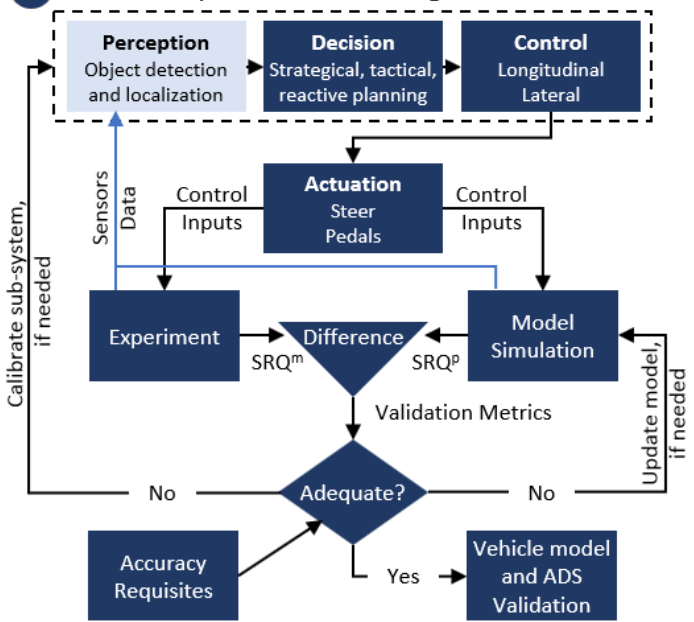 Perception
Object detection
and localization
Decision
Strategical, tactical,
reactive planning
Control
Longitudinal
Lateral
Sensors
Data
Actuation
Steer
Pedals
Control
Inputs
Control
Inputs
Calibrate sub-system,
if needed
Experiment
Difference
Model
Simulation
SRQᵐ
SRQᵖ
Update model,
if needed
Validation Metrics
No
Adequate?
No
Accuracy
Requisites
Yes
Vehicle model
and ADS
Validation